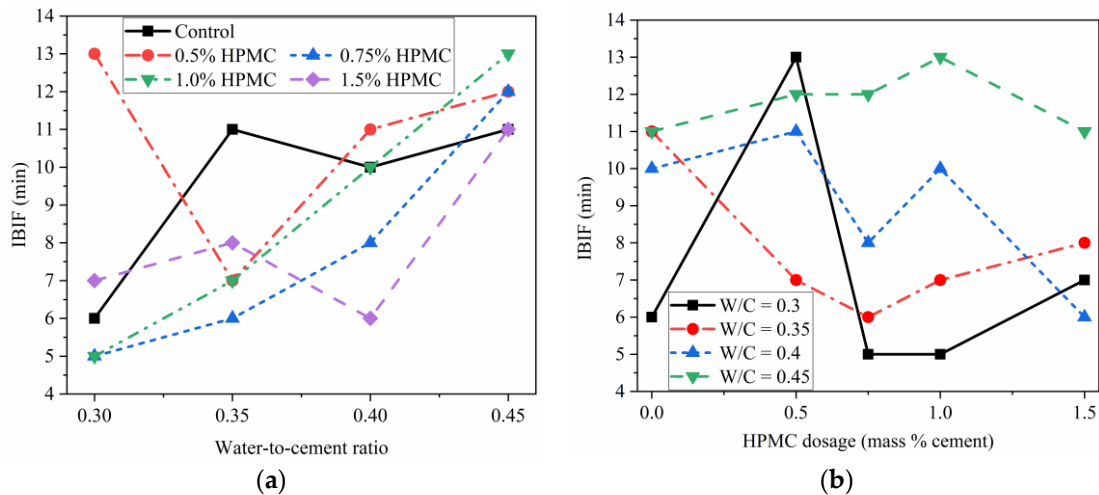 14
13
12
11
10
9
8
7
6
5
4
IBIF (min)
Control
0.5% HPMC 0.75% HPMC
1.0% HPMC 1.5% HPMC
0.30 0.35 0.40 0.45
Water-to-cement ratio
(a)
14
13
12
11
10
9
8
7
6
5
4
IBIF (min)
W/C = 0.3
W/C = 0.35
W/C = 0.4
W/C = 0.45
0.0 0.5 1.0 1.5
HPMC dosage (mass % cement)
(b)